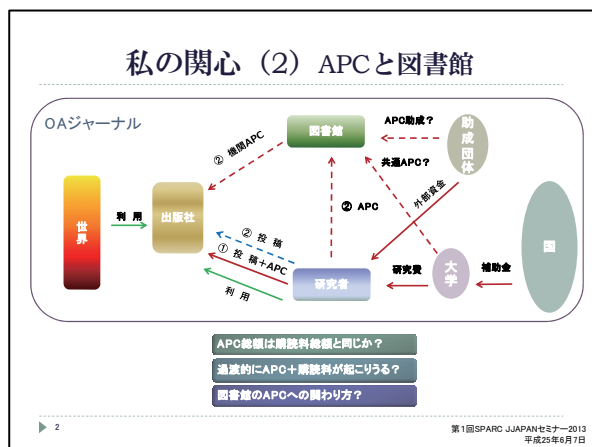 私の関心（2）APCと図書館
OAジャーナル
図書館
APC助成？
助成団体
② 機関APC
共通APC？
外部資金
世界
利 用
出版社
② APC
国
② 投 稿
① 投 稿＋APC
利 用
研究者
研究費
大学
補助金
APC総額は購読料総額と同じか？
過渡的にAPC＋購読料が起こりうる？
図書館のAPCへの関わり方？
2
第1回SPARC JJAPANセミナー2013
平成25年6月7日